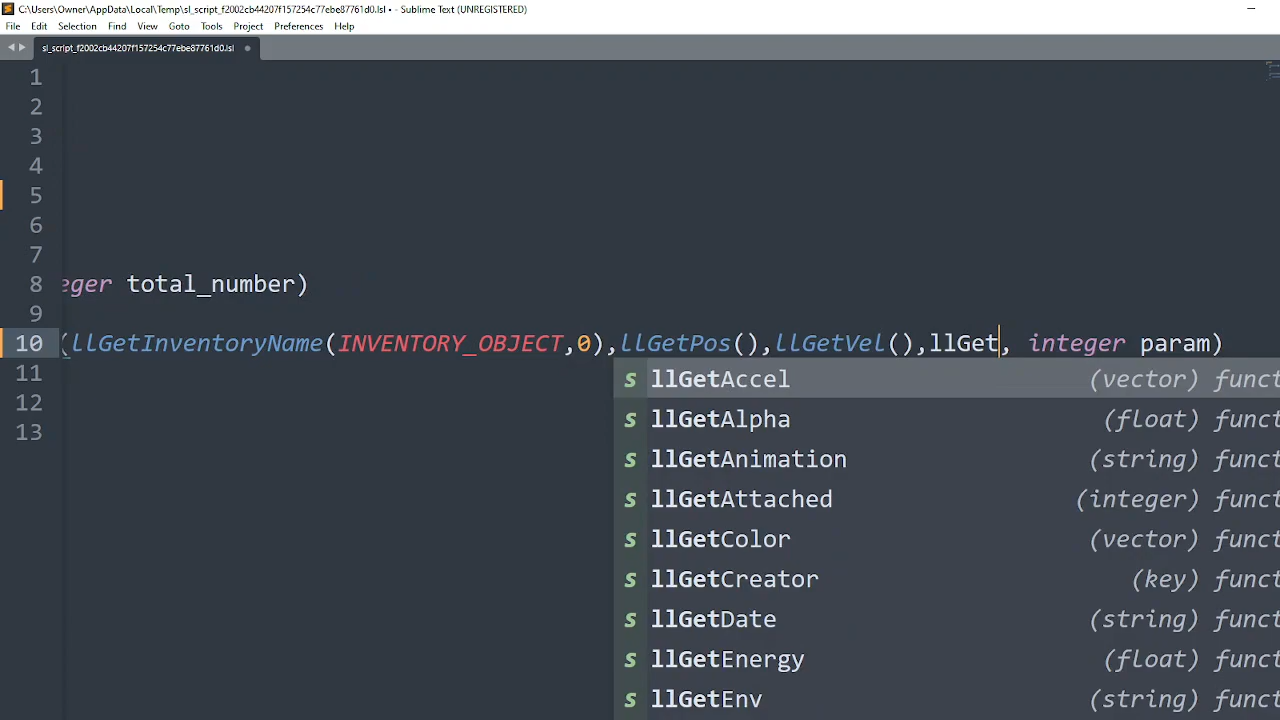 C:\Users\Owner\AppData\Local\Temp\sl_script_f2002cb44207f157254c77ebe87761d0.lsl • - Sublime Text (UNREGISTERED)
File Edit Selection Find View Goto Tools Project Preferences Help
sl_script_f2002cb44207f157254c77ebe87761d0.lsl
1
2
3
4
5
6
7
8 eger total_number)
9
10 (llGetInventoryName(INVENTORY_OBJECT,0),llGetPos(),llGetVel(),llGet, integer param)
11 s llGetAccel (vector) funct
12 s llGetAlpha (float) funct
13 s llGetAnimation (string) funct
s llGetAttached (integer) funct
s llGetColor (vector) funct
s llGetCreator (key) funct
s llGetDate (string) funct
s llGetEnergy (float) funct
s llGetEnv (string) funct